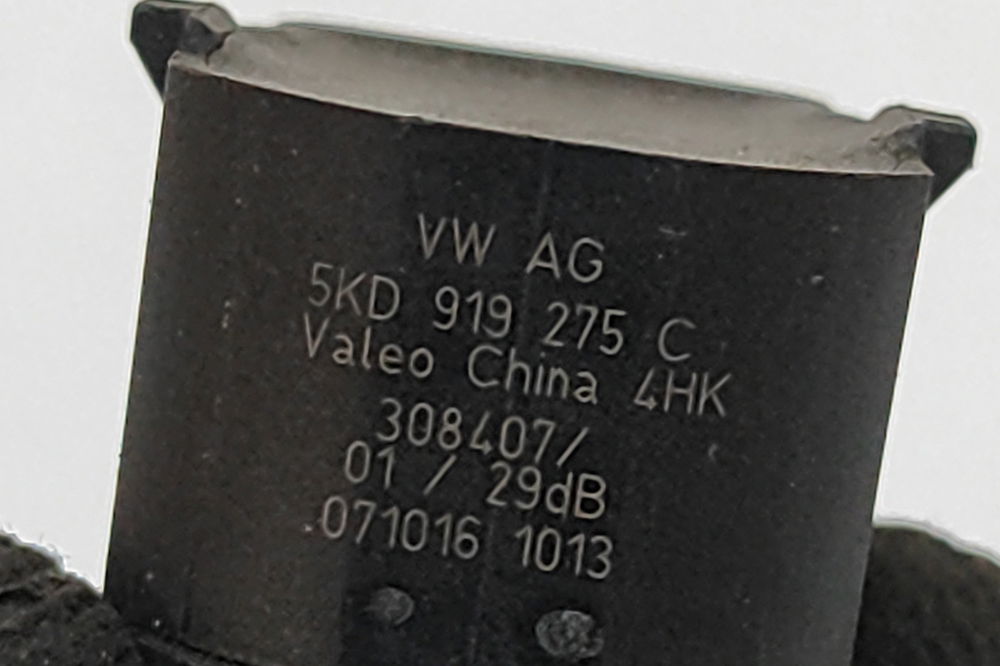 VW AG
5KD 919 275 C
Valeo China 4HK
308407/
01 / 29dB
071016 1013